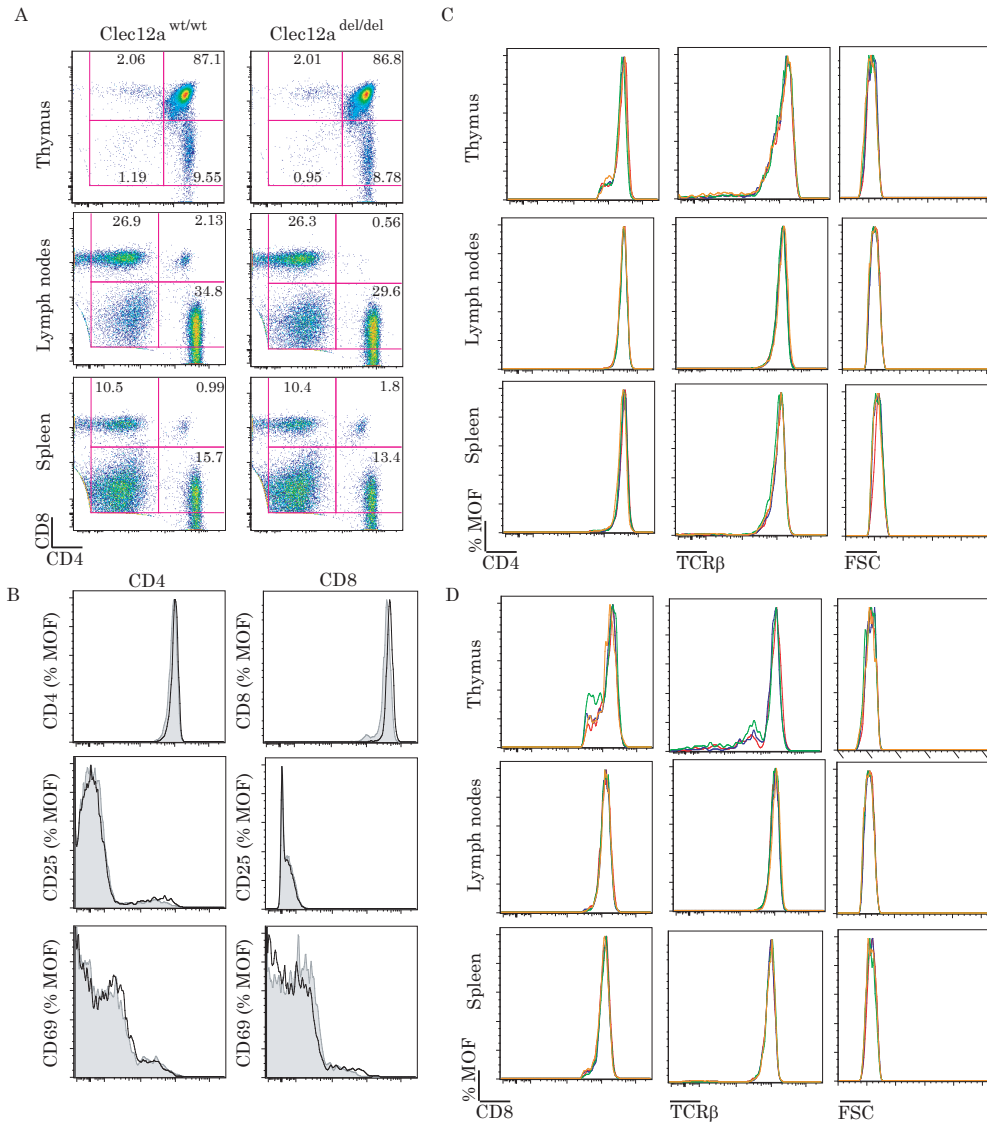 A
Clec12a wt/wt
Clec12a del/del
Thymus
2.06
87.1
1.19
9.55
2.01
86.8
0.95
8.78
Lymph nodes
26.9
2.13
34.8
26.3
0.56
29.6
Spleen
10.5
0.99
15.7
10.4
1.8
13.4
CD8
CD4
B
CD4
CD8
CD4 (% MOF)
CD8 (% MOF)
CD25 (% MOF)
CD25 (% MOF)
CD69 (% MOF)
CD69 (% MOF)
C
Thymus
Lymph nodes
Spleen
% MOF
CD4
TCRβ
FSC
D
Thymus
Lymph nodes
Spleen
% MOF
CD8
TCRβ
FSC